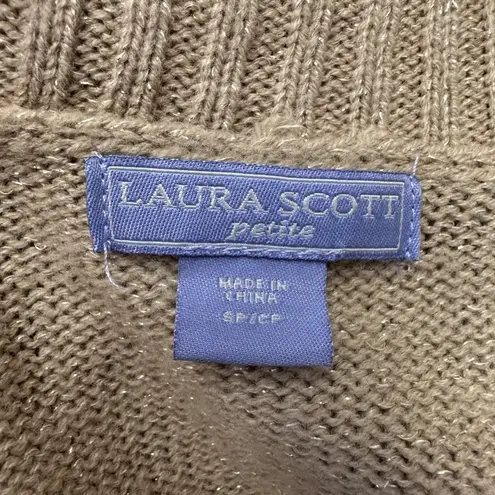 LAURA SCOTT
petite
MADE IN
CHINA
SP/CP